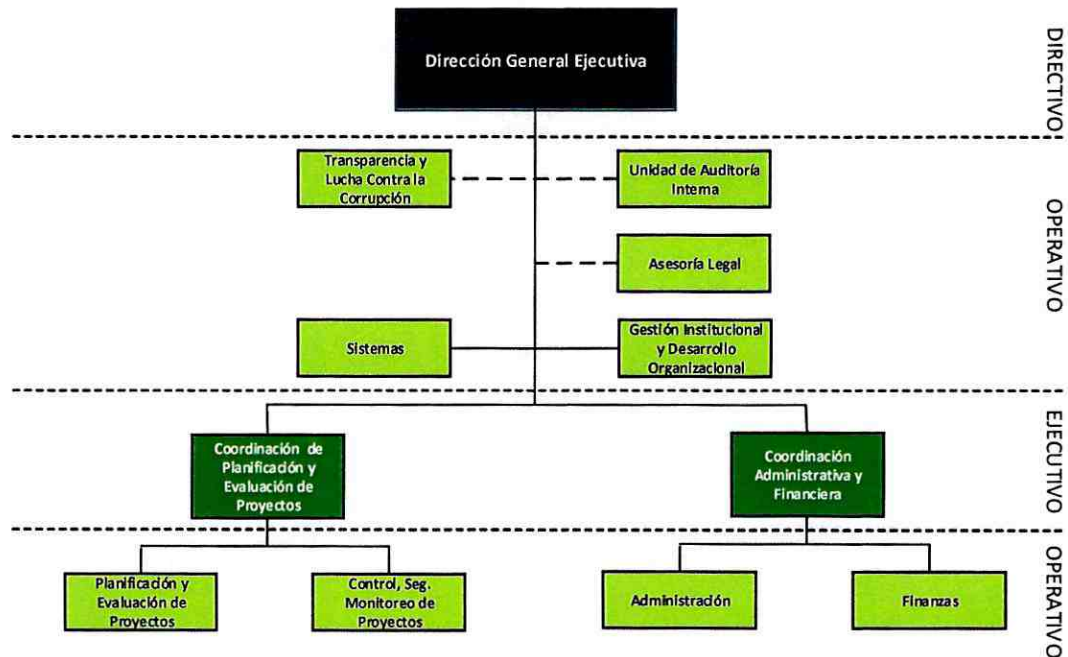 Dirección General Ejecutiva
DIRECTIVO
Transparencia y
Lucha Contra la
Corrupción
Unidad de Auditoría
Interna
Asesoría Legal
Sistemas
Gestión Institucional
y Desarrollo
Organizacional
OPERATIVO
Coordinación de
Planificación y
Evaluación de
Proyectos
Coordinación
Administrativa y
Financiera
EJECUTIVO
Planificación y
Evaluación de
Proyectos
Control, Seg.
Monitoreo de
Proyectos
Administración
Finanzas
OPERATIVO